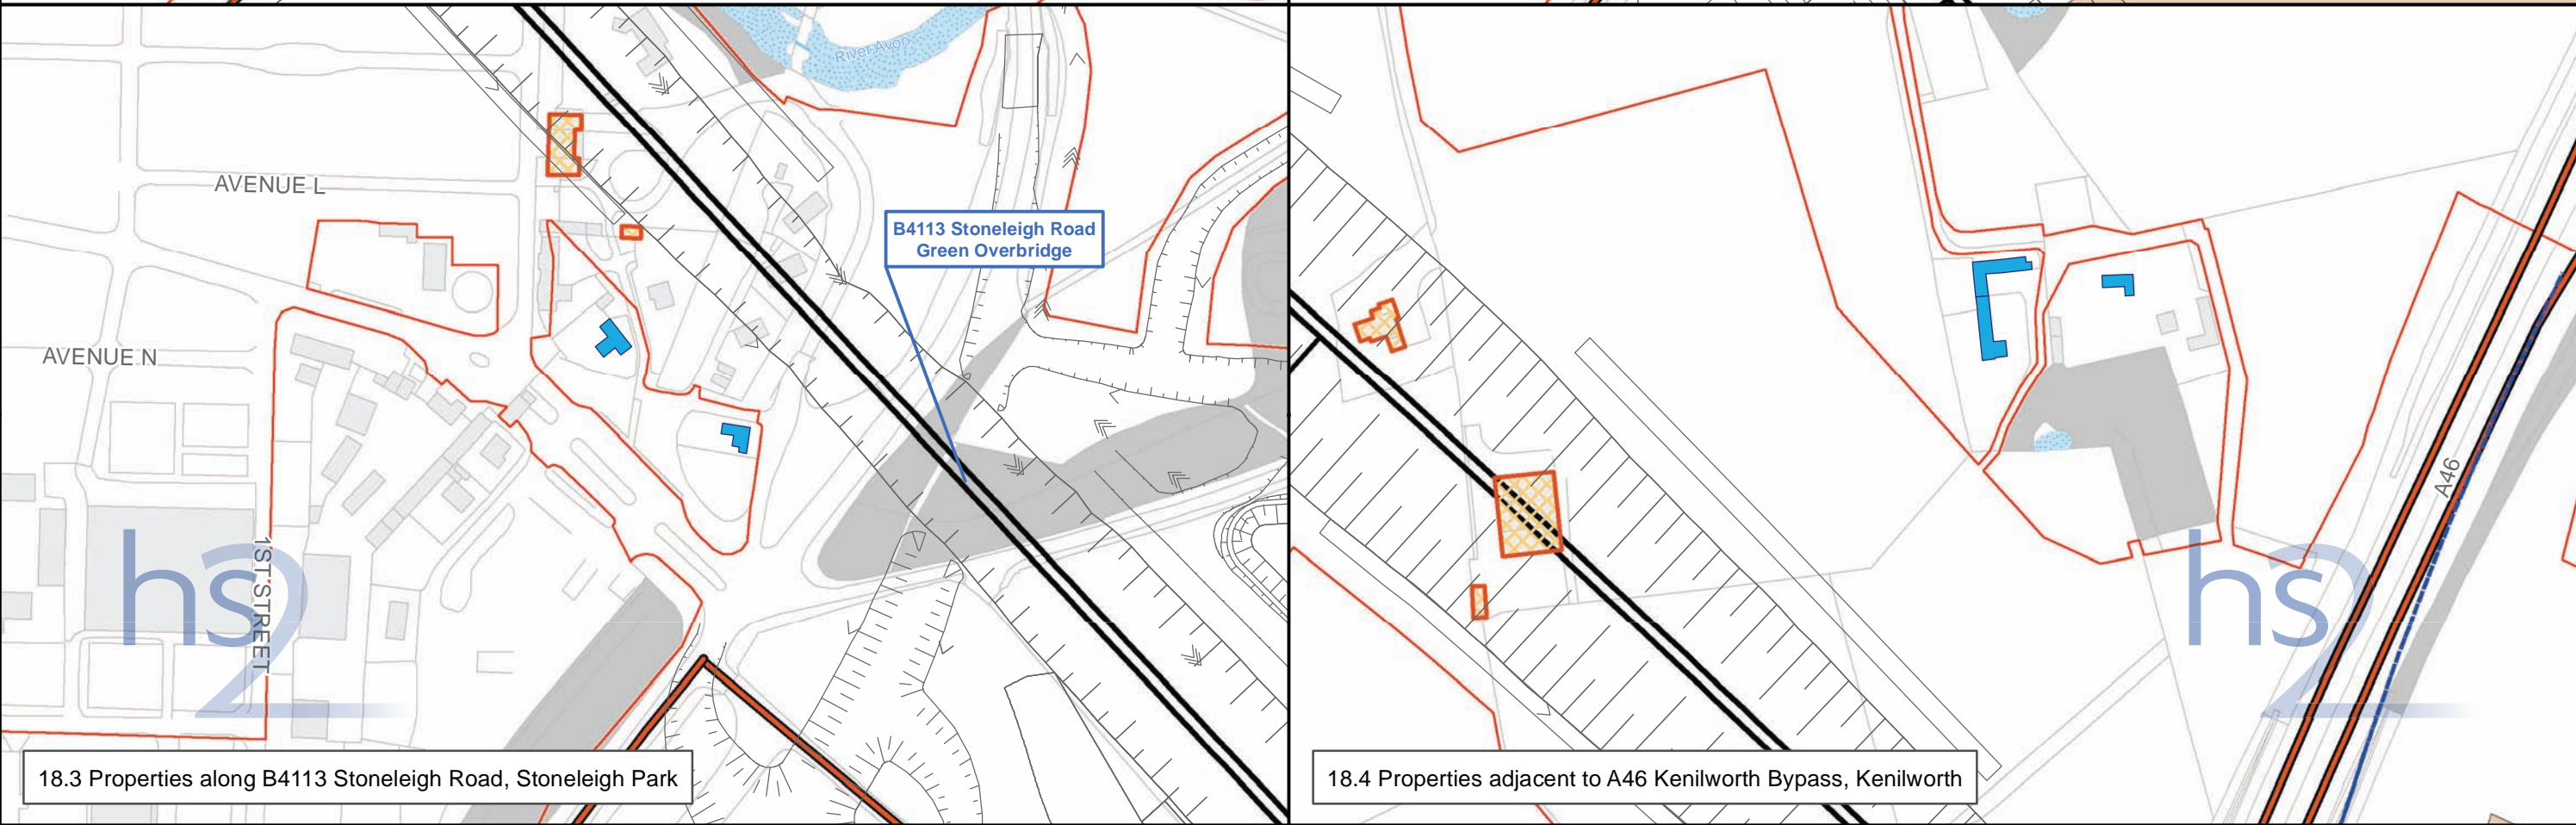 River Avon
AVENUE L
B4113 Stoneleigh Road
Green Overbridge
AVENUE N
1ST STREET
hs2
18.3 Properties along B4113 Stoneleigh Road, Stoneleigh Park
A46
hs2
18.4 Properties adjacent to A46 Kenilworth Bypass, Kenilworth